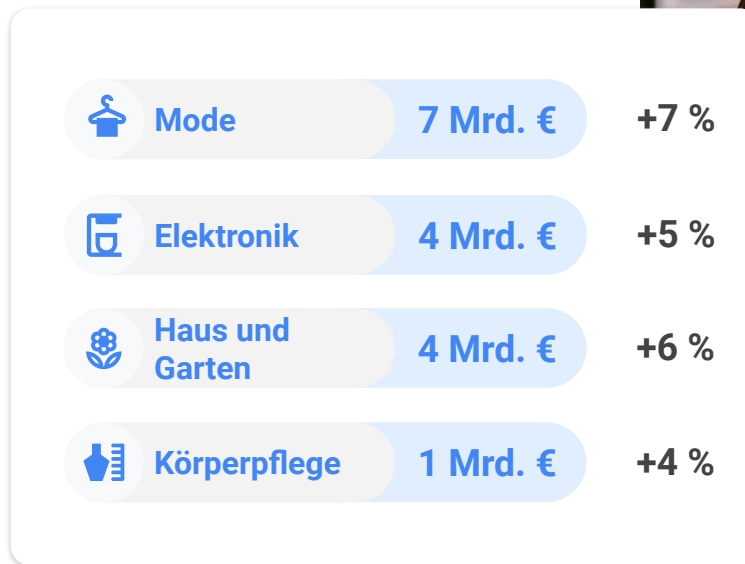 Mode 7 Mrd. € +7 %
Elektronik 4 Mrd. € +5 %
Haus und
Garten 4 Mrd. € +6 %
Körperpflege 1 Mrd. € +4 %